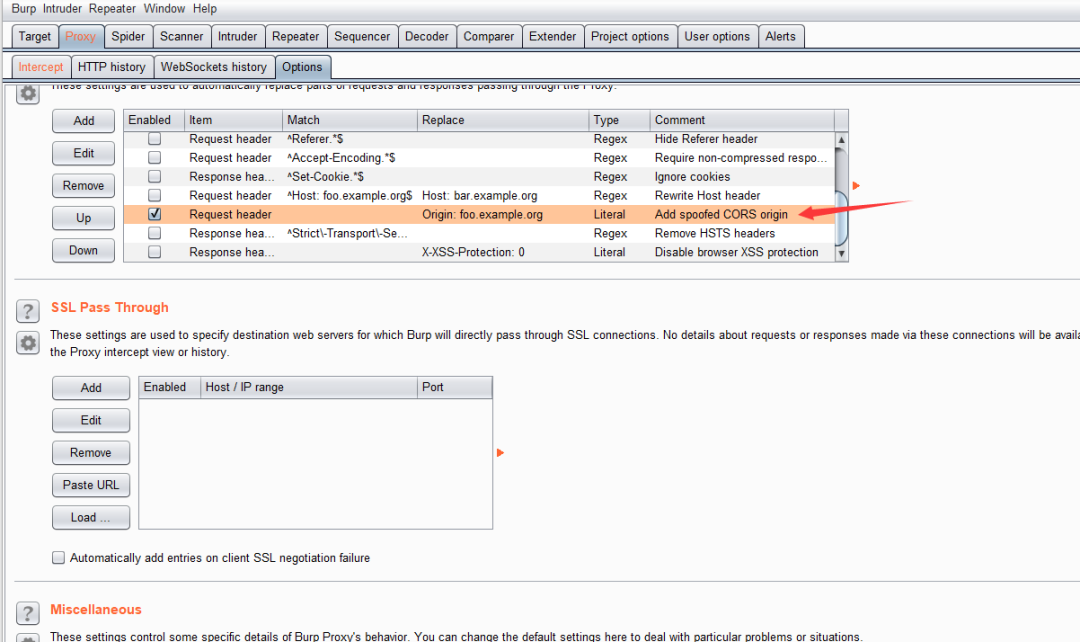 Burp Intruder Repeater Window Help
Target Proxy Spider Scanner Intruder Repeater Sequencer Decoder Comparer Extender Project options User options Alerts
Intercept HTTP history WebSockets history Options
These settings are used to automatically replace parts of requests and responses passing through the Proxy.
Add
Edit
Remove
Up
Down
Enabled Item Match Replace Type Comment
Request header ^Referer.*$ Regex Hide Referer header
Request header ^Accept-Encoding.*$ Regex Require non-compressed respo...
Response hea... ^Set-Cookie.*$ Regex Ignore cookies
Request header ^Host: foo.example.org$ Host: bar.example.org Regex Rewrite Host header
Request header Origin: foo.example.org Literal Add spoofed CORS origin
Response hea... ^Strict\-Transport\-Se... Regex Remove HSTS headers
Response hea... X-XSS-Protection: 0 Literal Disable browser XSS protection
? SSL Pass Through
These settings are used to specify destination web servers for which Burp will directly pass through SSL connections. No details about requests or responses made via these connections will be availa
the Proxy intercept view or history.
Add
Edit
Remove
Paste URL
Load ...
Enabled Host / IP range Port
Automatically add entries on client SSL negotiation failure
? Miscellaneous
These settings control some specific details of Burp Proxy's behavior. You can change the default settings here to deal with particular problems or situations.